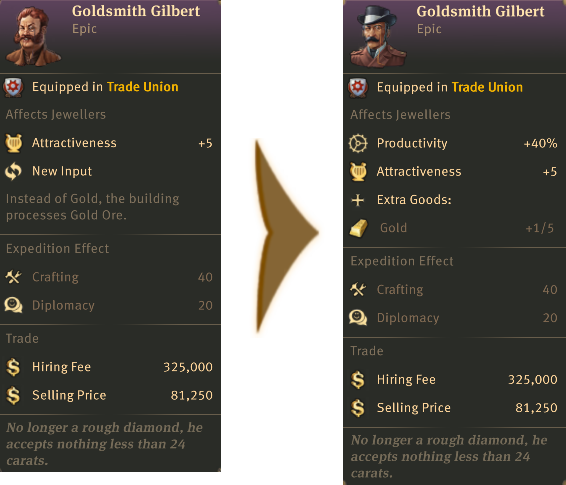 Goldsmith Gilbert
Epic
Equipped in Trade Union
Affects Jewellers
Attractiveness +5
New Input
Instead of Gold, the building
processes Gold Ore.
Expedition Effect
Crafting 40
Diplomacy 20
Trade
Hiring Fee 325,000
Selling Price 81,250
No longer a rough diamond, he
accepts nothing less than 24
carats.
Goldsmith Gilbert
Epic
Equipped in Trade Union
Affects Jewellers
Productivity +40%
Attractiveness +5
Extra Goods:
Gold +1/5
Expedition Effect
Crafting 40
Diplomacy 20
Trade
Hiring Fee 325,000
Selling Price 81,250
No longer a rough diamond, he
accepts nothing less than 24
carats.